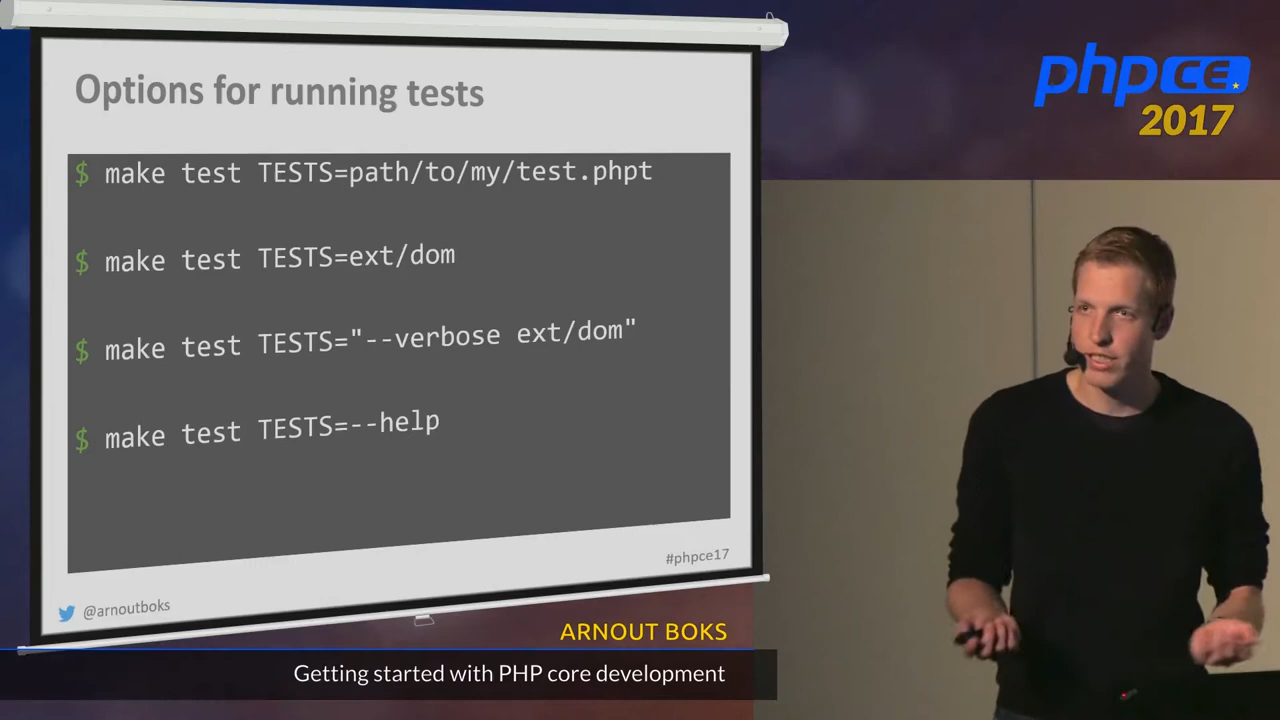 Options for running tests
$ make test TESTS=path/to/my/test.phpt
$ make test TESTS=ext/dom
$ make test TESTS="--verbose ext/dom"
$ make test TESTS=--help
#phpce17
@arnoutboks
phpce
2017
ARNOUT BOKS
Getting started with PHP core development